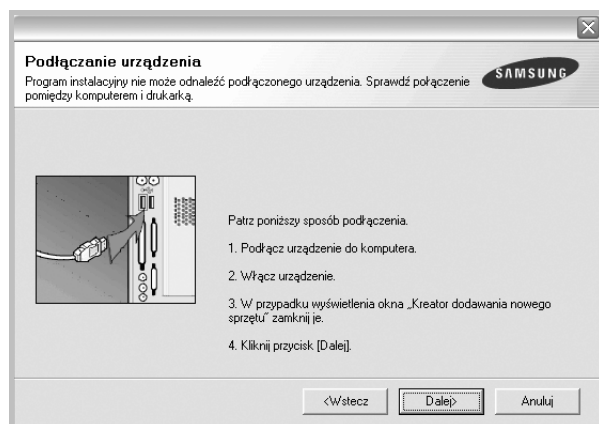 Podłączanie urządzenia
Program instalacyjny nie może odnaleźć podłączonego urządzenia. Sprawdź połączenie
pomiędzy komputerem i drukarką.
SAMSUNG
Patrz poniższy sposób podłączenia.
1. Podłącz urządzenie do komputera.
2. Włącz urządzenie.
3. W przypadku wyświetlenia okna „Kreator dodawania nowego
sprzętu” zamknij je.
4. Kliknij przycisk [Dalej].
<Wstecz
Dalej>
Anuluj